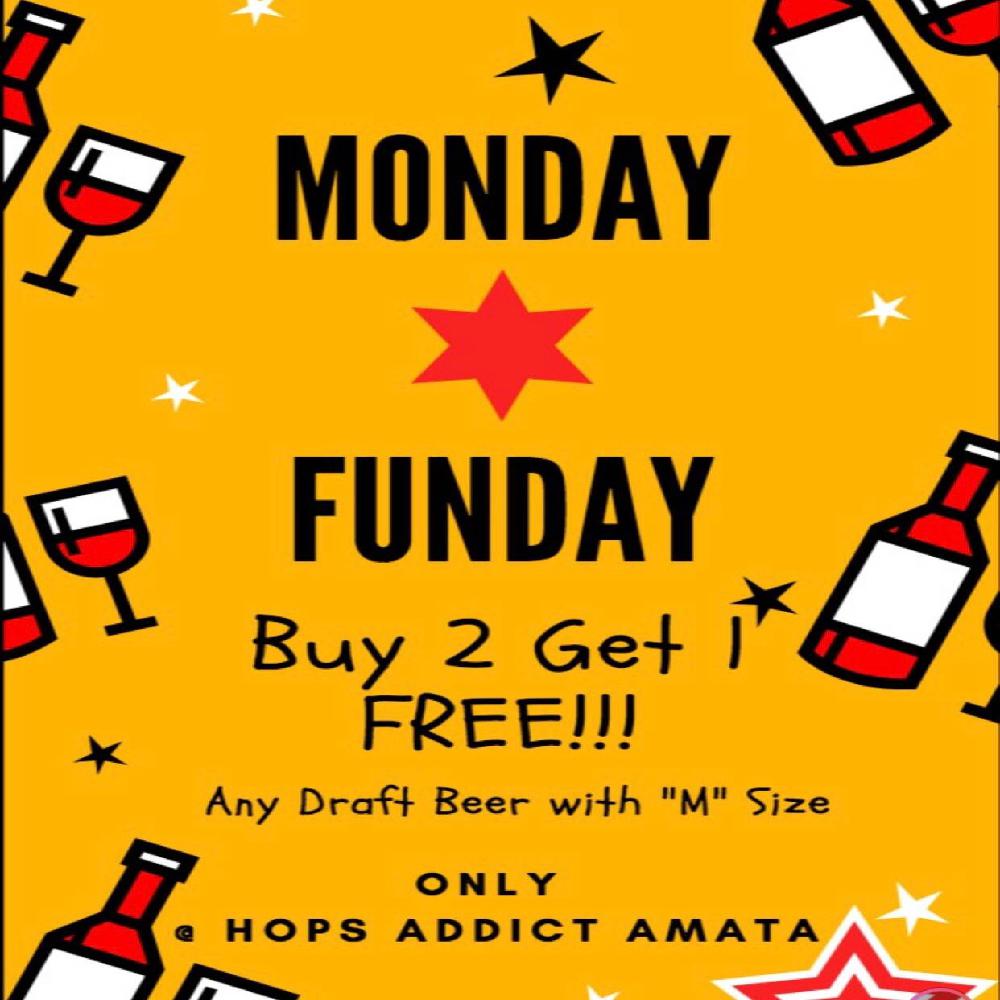 MONDAY
FUNDAY
Buy 2 Get 1
FREE!!!
Any Draft Beer with "M" Size
ONLY
@ HOPS ADDICT AMATA